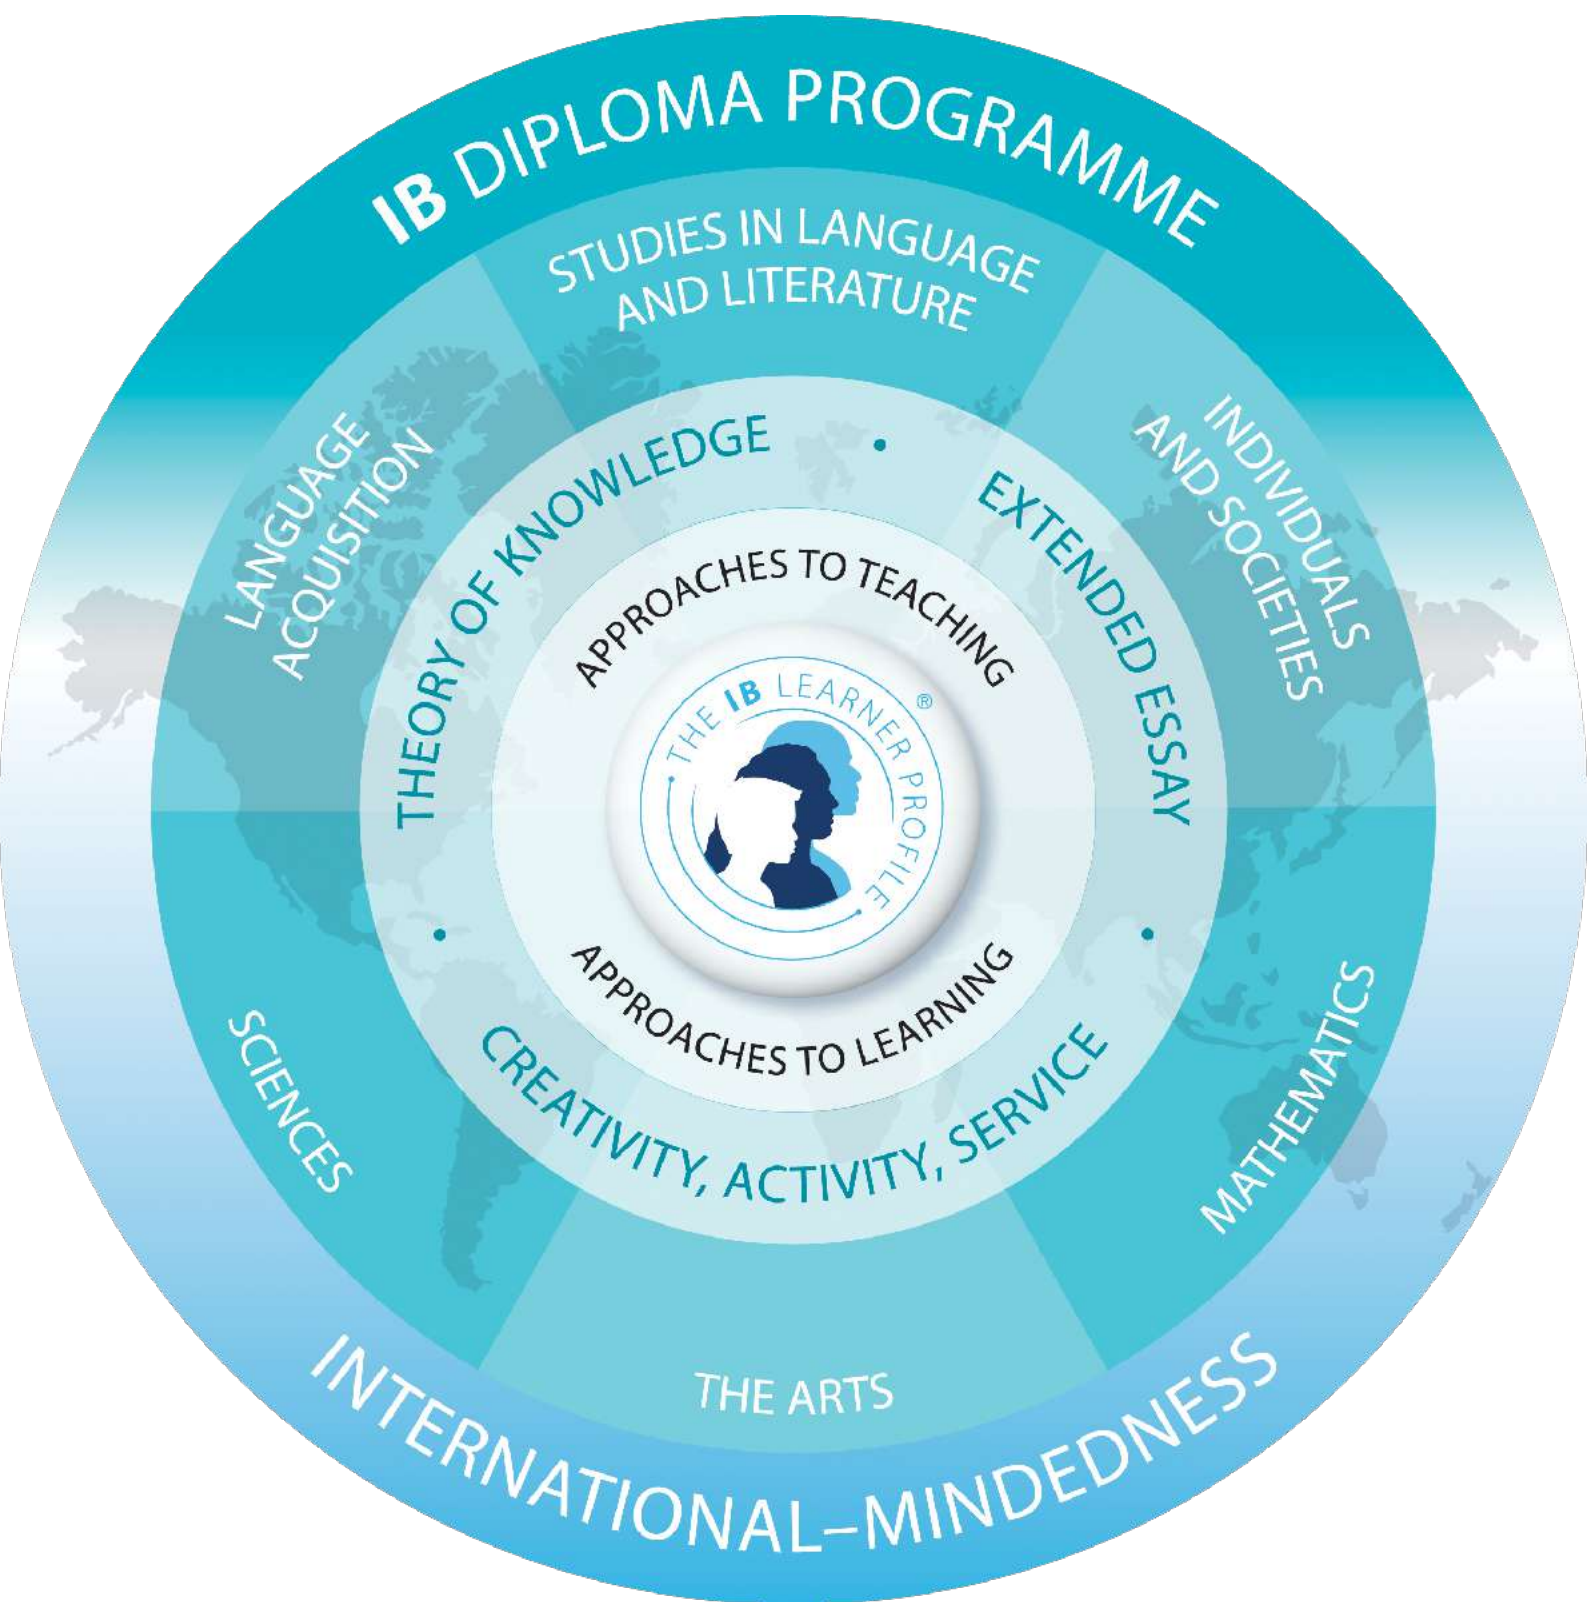 IB DIPLOMA PROGRAMME
STUDIES IN LANGUAGE
AND LITERATURE
LANGUAGE
ACQUISITION
INDIVIDUALS
AND SOCIETIES
THEORY OF KNOWLEDGE
•
EXTENDED ESSAY
APPROACHES TO TEACHING
THE IB LEARNER PROFILE®
APPROACHES TO LEARNING
•
CREATIVITY, ACTIVITY, SERVICE
•
SCIENCES
MATHEMATICS
THE ARTS
INTERNATIONAL–MINDEDNESS